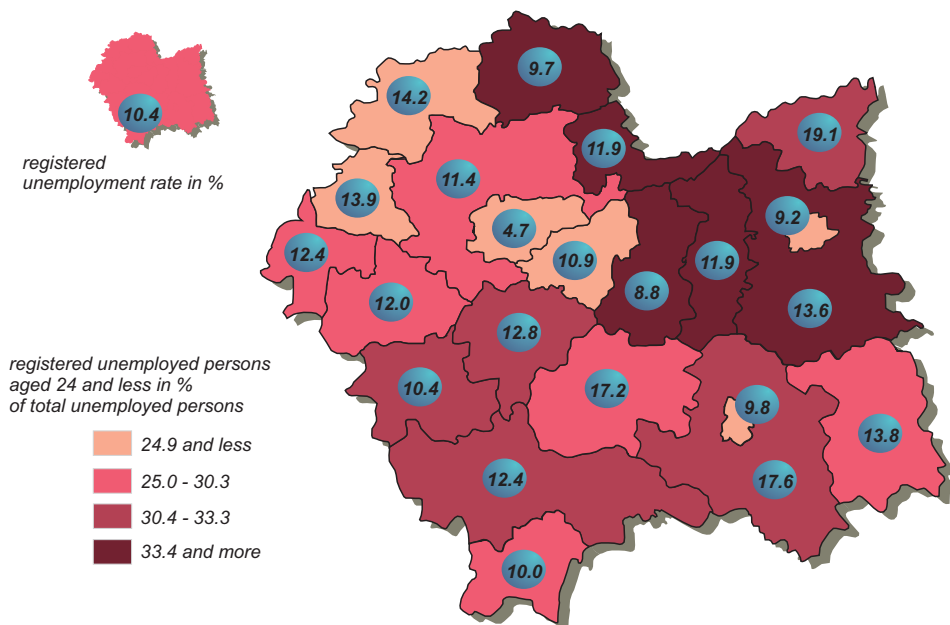 10.4
registered
unemployment rate in %
9.7
14.2
19.1
11.9
11.4
13.9
9.2
4.7
12.4
10.9
11.9
8.8
12.0
13.6
12.8
registered unemployed persons
aged 24 and less in %
of total unemployed persons
10.4
17.2
9.8
13.8
12.4
17.6
10.0
24.9 and less
25.0 - 30.3
30.4 - 33.3
33.4 and more